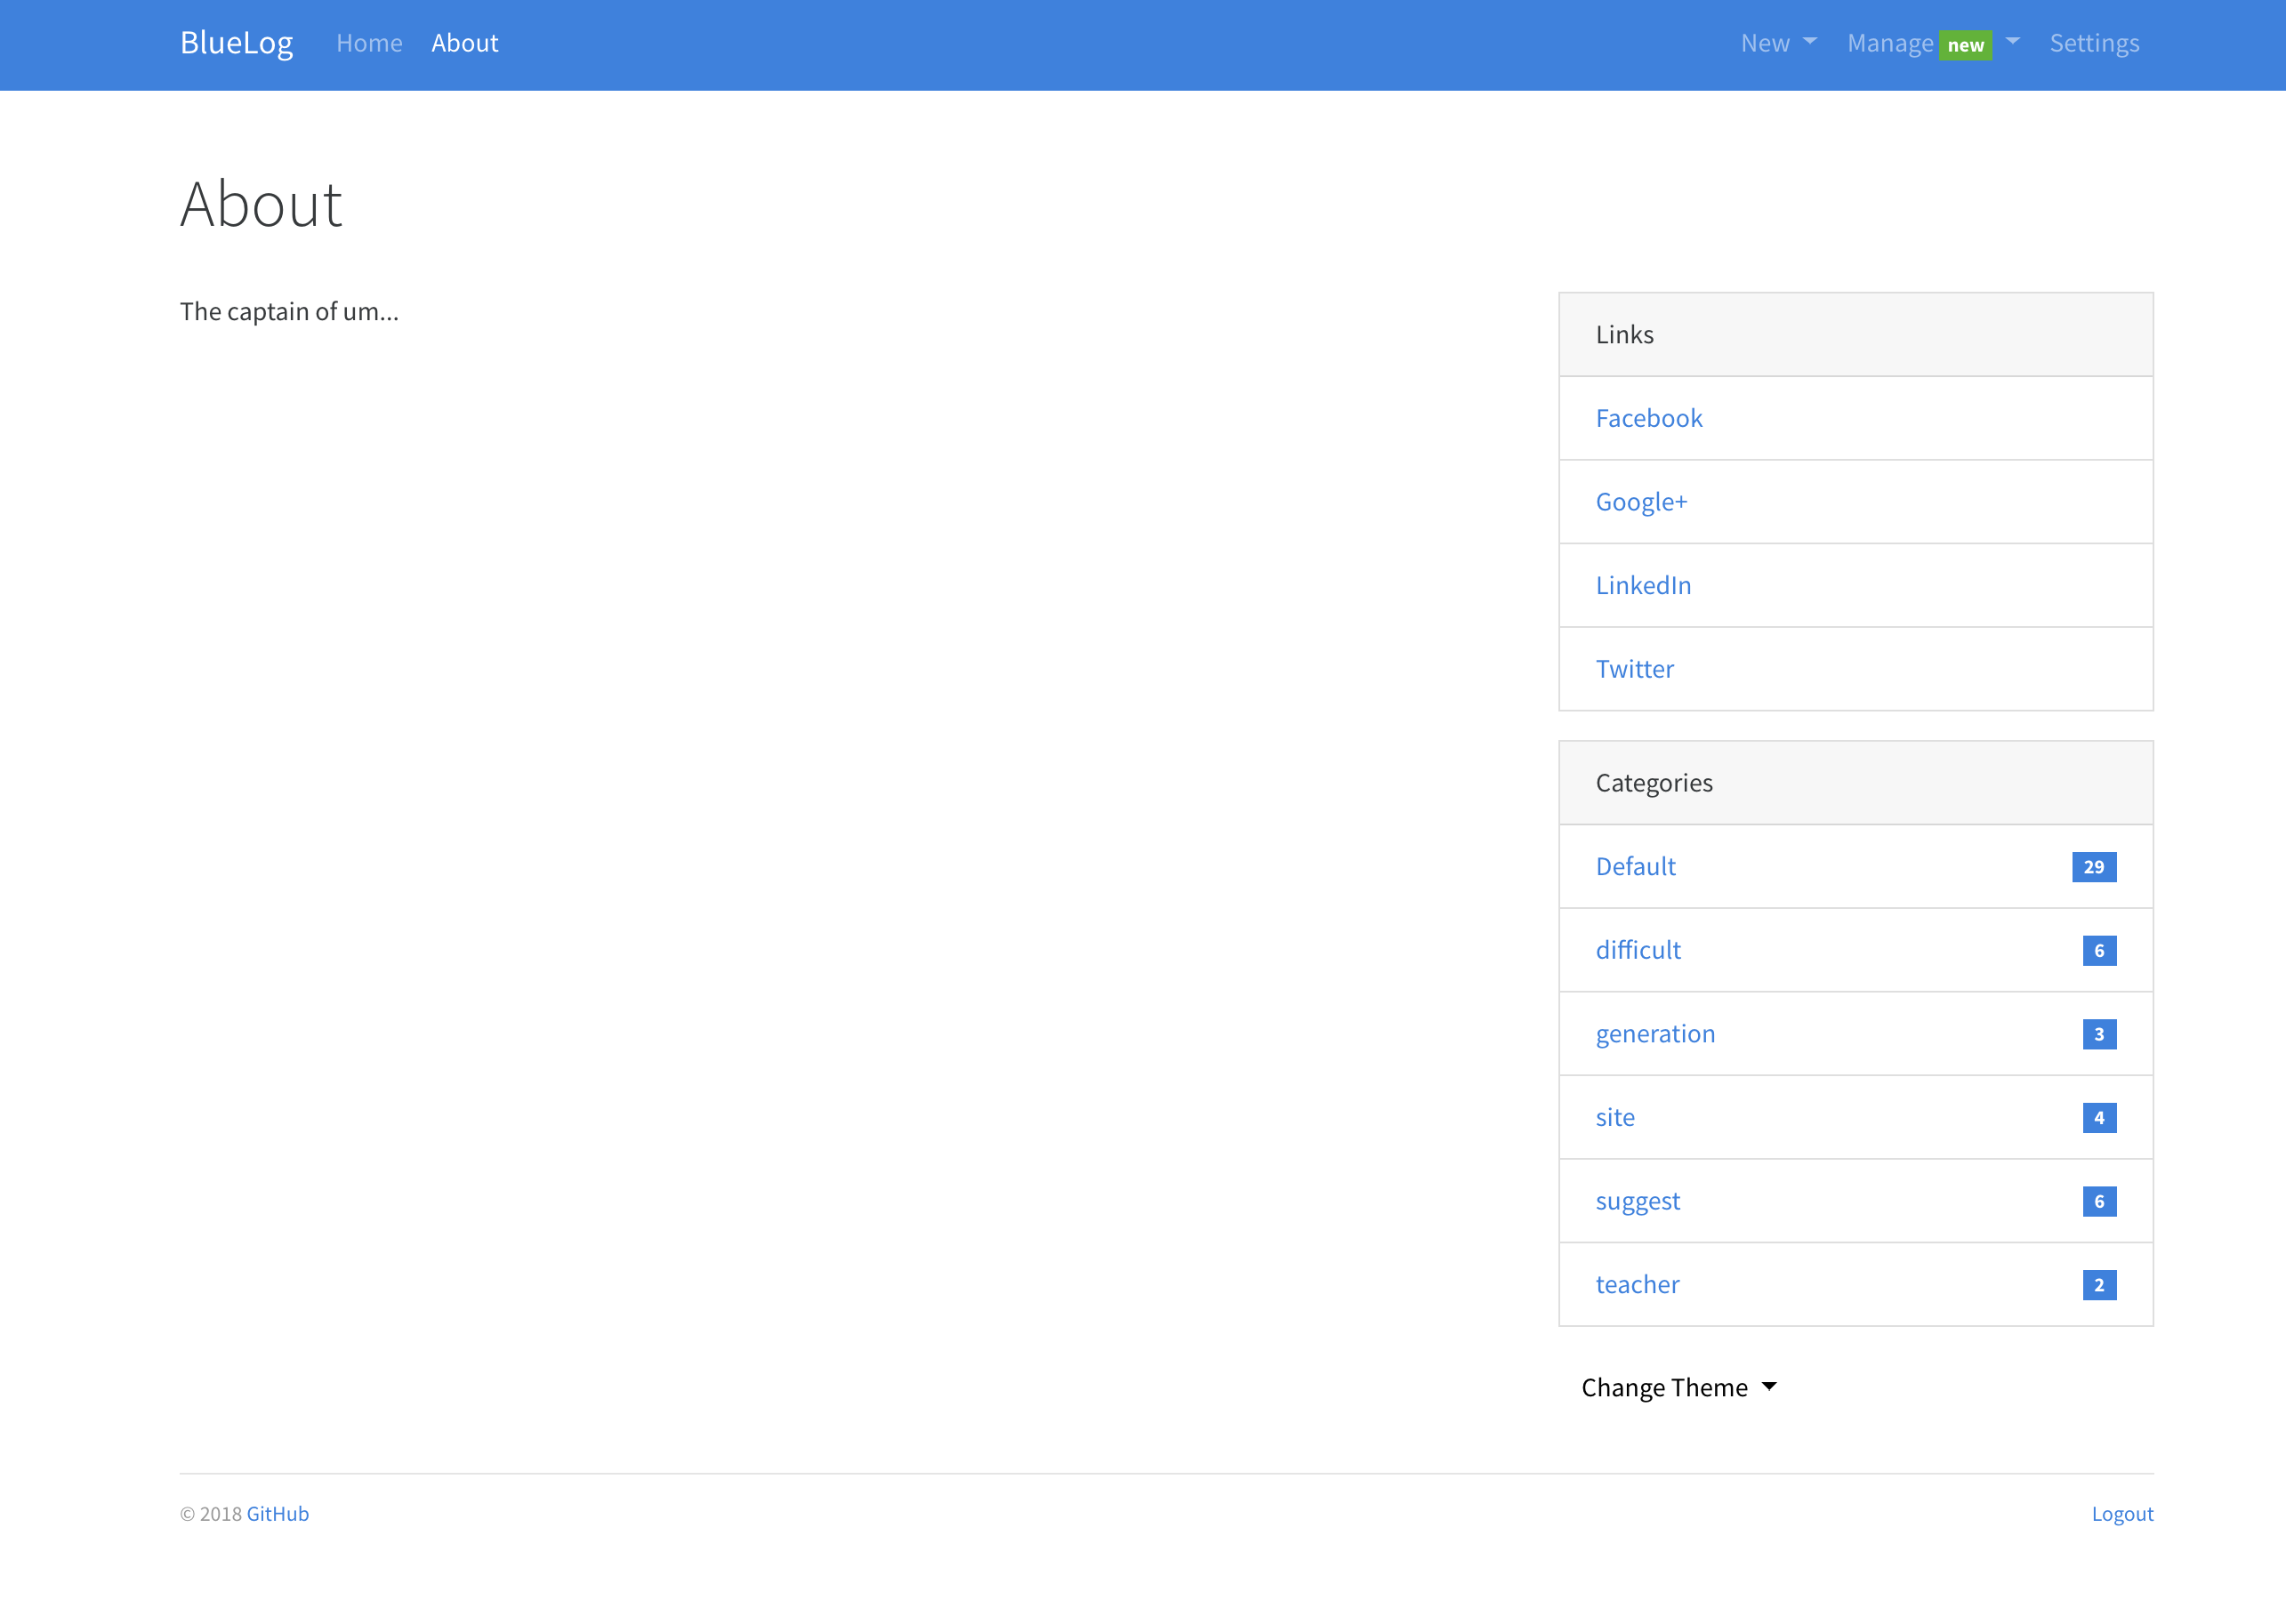 BlueLog Home About New Manage new Settings
About
The captain of um...
Links
Facebook
Google+
LinkedIn
Twitter
Categories
Default 29
difficult 6
generation 3
site 4
suggest 6
teacher 2
Change Theme
© 2018 GitHub Logout